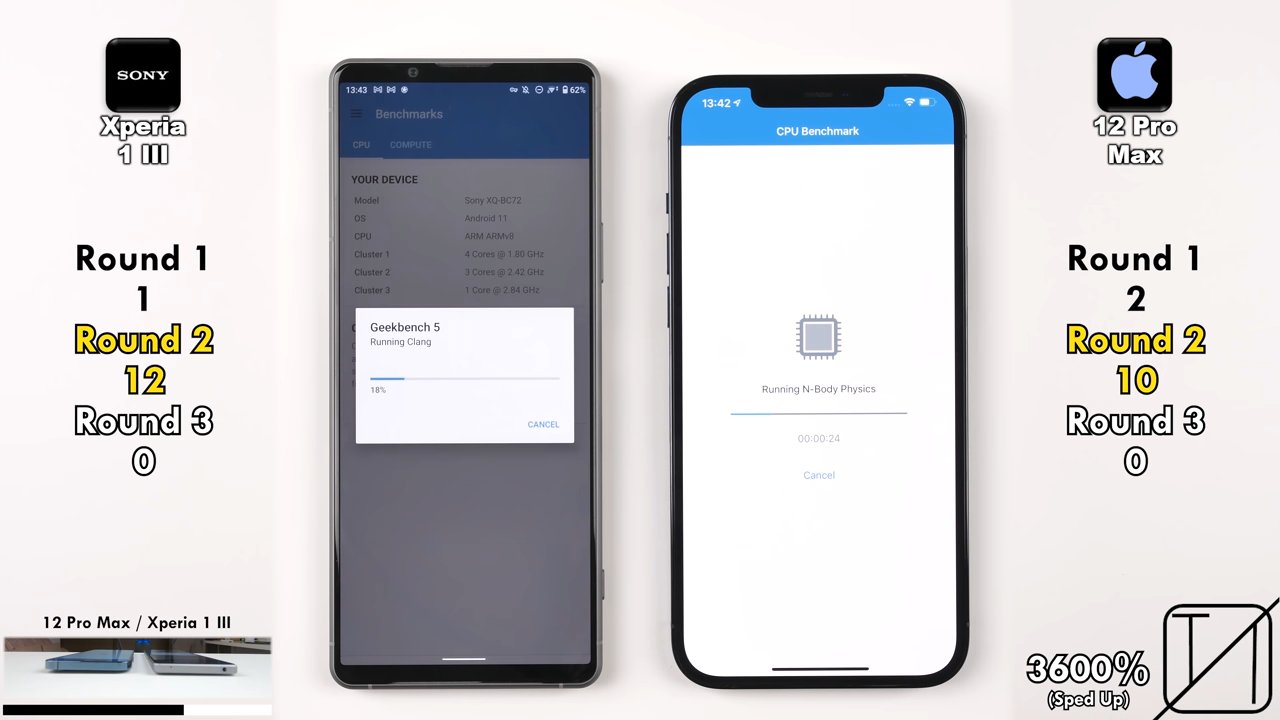 SONY
Xperia
1 III
Round 1
1
Round 2
12
Round 3
0
12 Pro Max / Xperia 1 III
13:43
62%
Benchmarks
CPU COMPUTE
YOUR DEVICE
Model Sony XQ-BC72
OS Android 11
CPU ARM ARMv8
Cluster 1 4 Cores @ 1.80 GHz
Cluster 2 3 Cores @ 2.42 GHz
Cluster 3 1 Core @ 2.84 GHz
Geekbench 5
Running Clang
18%
CANCEL
13:42
CPU Benchmark
Running N-Body Physics
00:00:24
Cancel
12 Pro
Max
Round 1
2
Round 2
10
Round 3
0
3600%
(Sped Up)